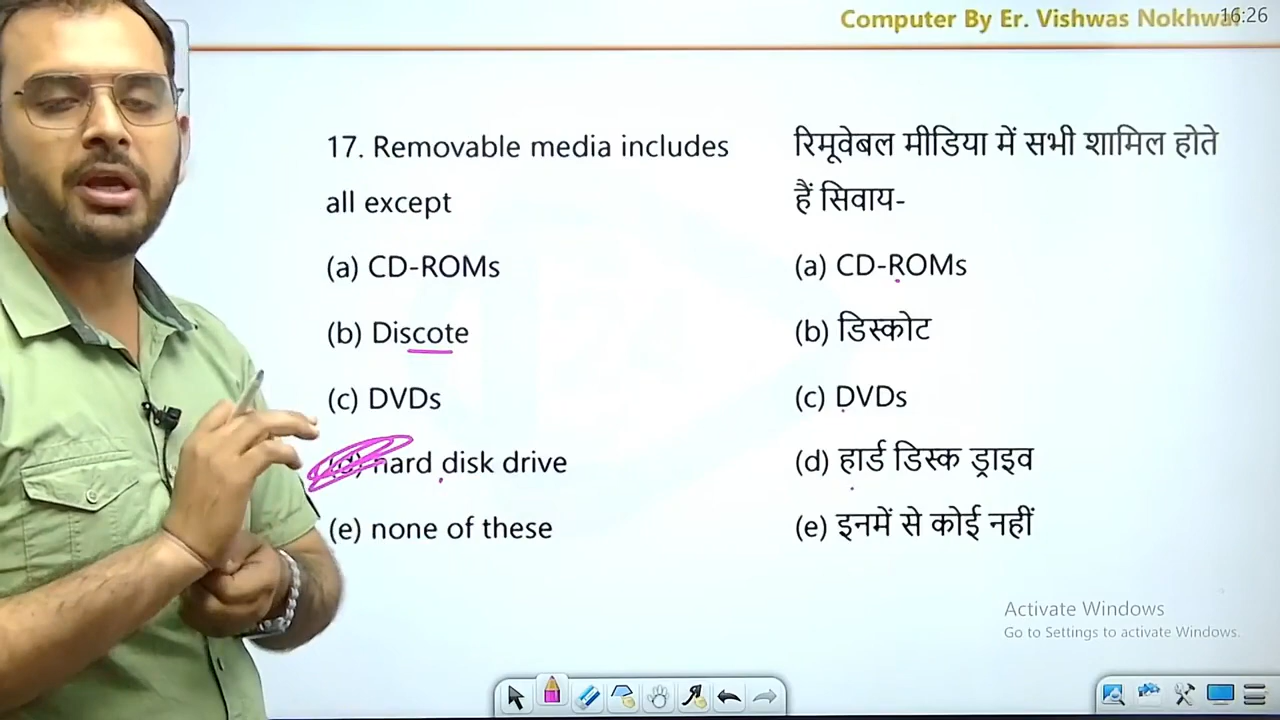 Computer By Er. Vishwas Nokhwal
16:26
17. Removable media includes
all except
(a) CD-ROMs
(b) Discote
(c) DVDs
(d) hard disk drive
(e) none of these
रिमूवेबल मीडिया में सभी शामिल होते
हैं सिवाय-
(a) CD-ROMs
(b) डिस्कोट
(c) DVDs
(d) हार्ड डिस्क ड्राइव
(e) इनमें से कोई नहीं
Activate Windows
Go to Settings to activate Windows.